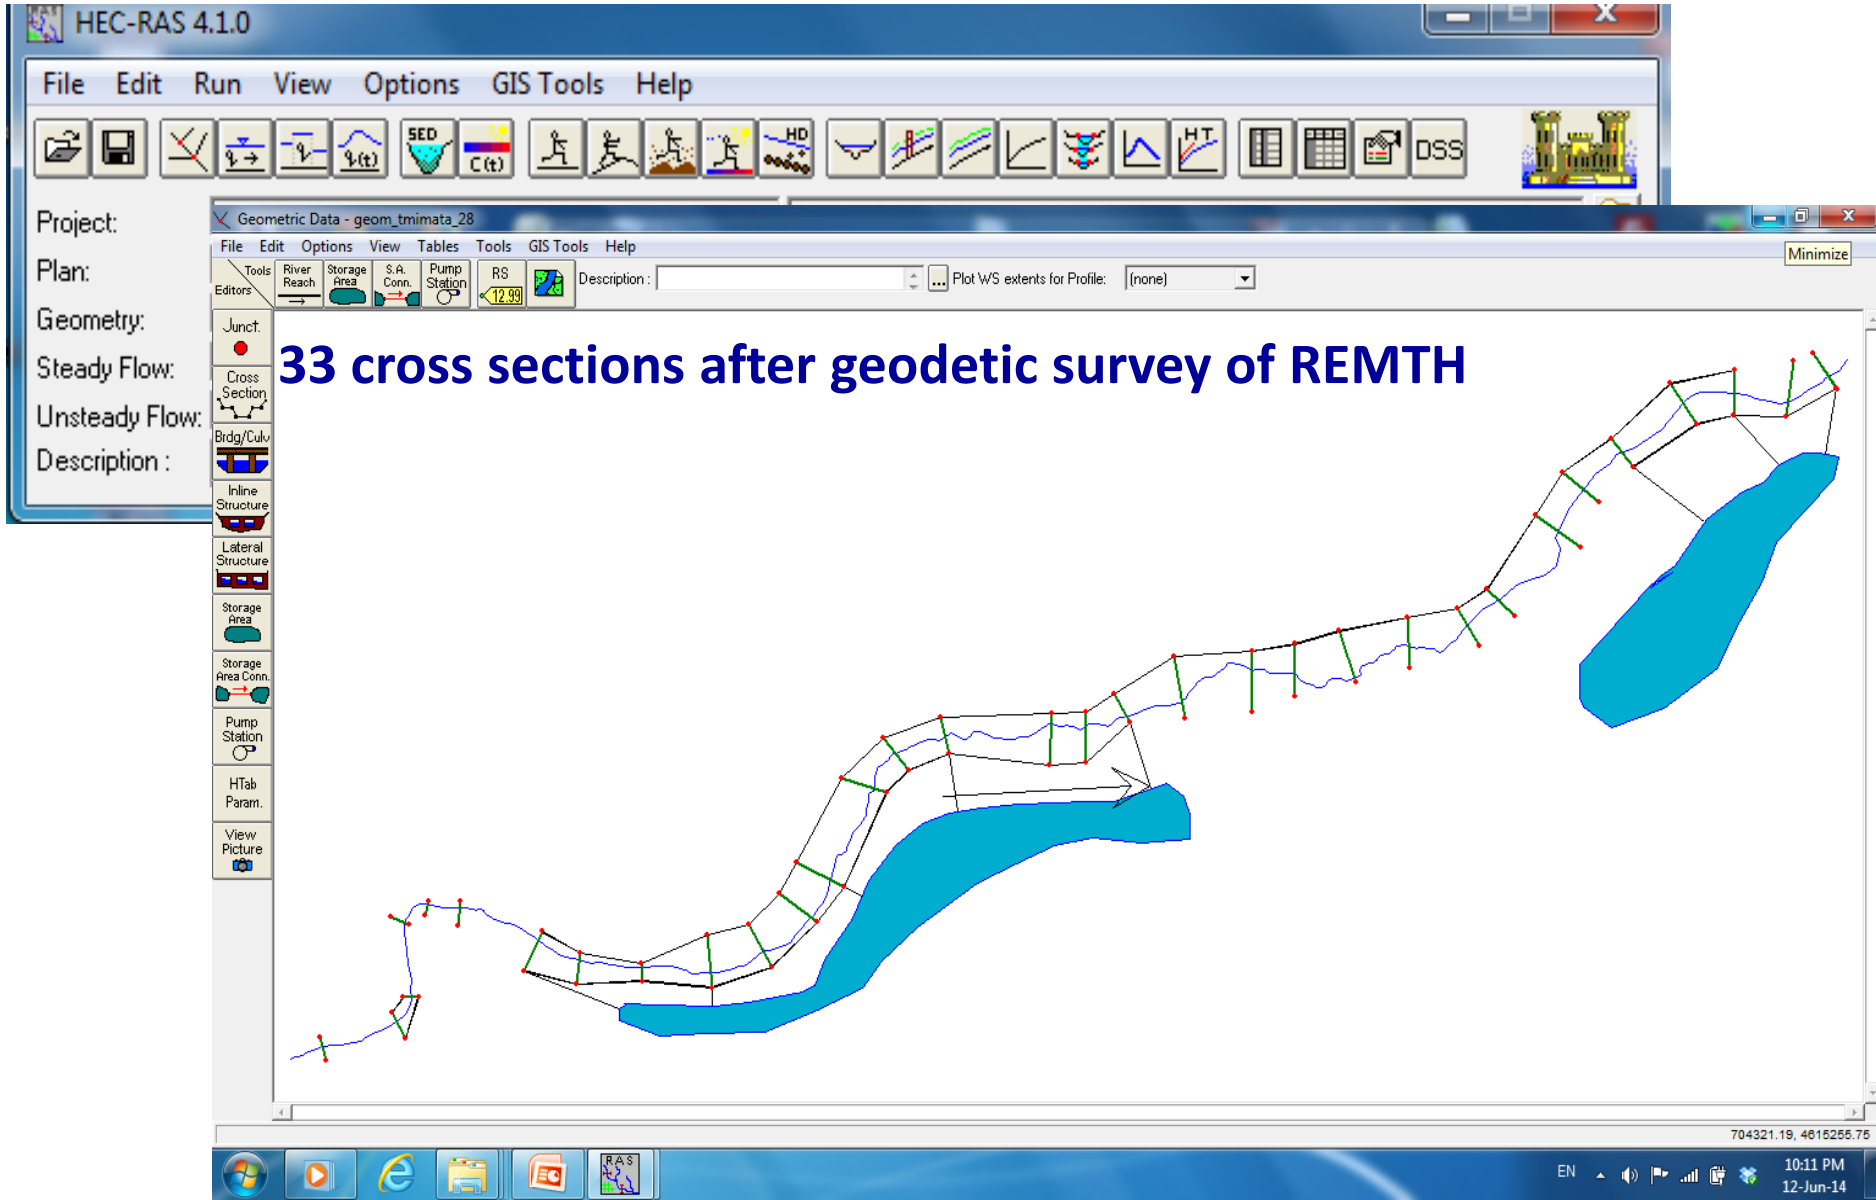 HEC-RAS 4.1.0
File Edit Run View Options GIS Tools Help
SED C(t) HD HT DSS
Project:
Plan:
Geometry:
Steady Flow:
Unsteady Flow:
Description :
Geometric Data - geom_tmimata_28
File Edit Options View Tables Tools GIS Tools Help
Minimize
Tools
Editors
River Reach
Storage Area
S.A. Conn.
Pump Station
RS
12.99
Description :
...
Plot WS extents for Profile:
(none)
33 cross sections after geodetic survey of REMTH
Junct.
Cross
Section
Brdg/Culv
Inline
Structure
Lateral
Structure
Storage
Area
Storage
Area Conn.
Pump
Station
HTab
Param.
View
Picture
704321.19, 4615255.75
RAS
EN
10:11 PM
12-Jun-14